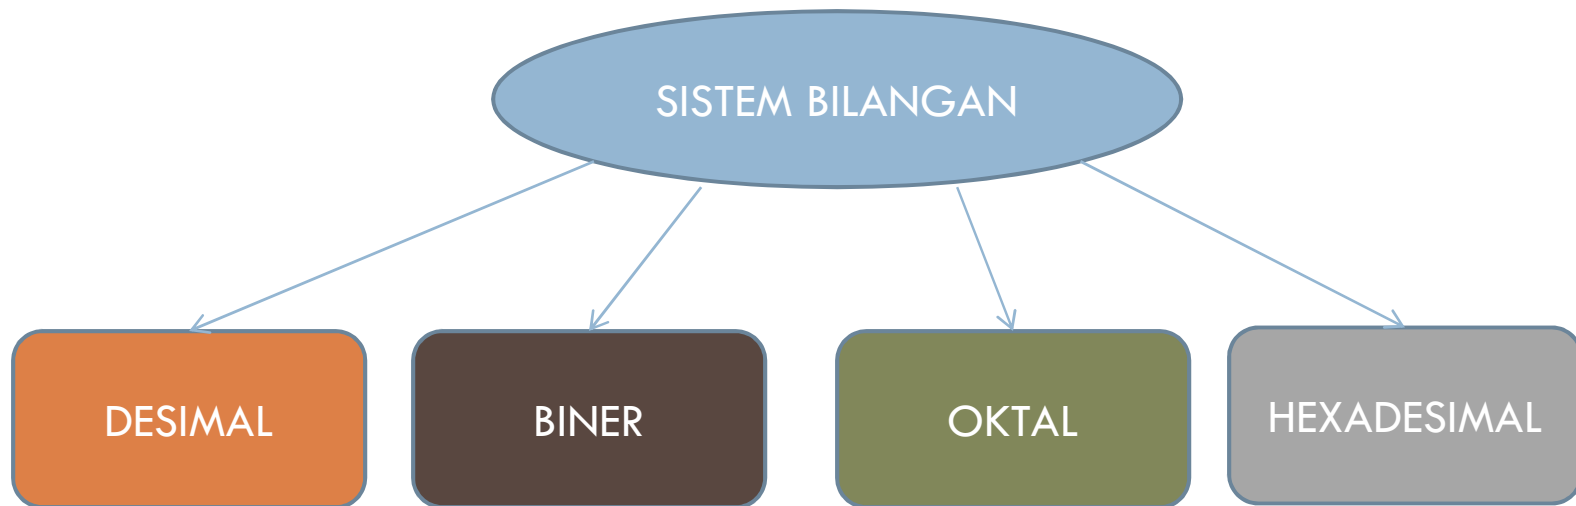 SISTEM BILANGAN
DESIMAL
BINER
OKTAL
HEXADESIMAL